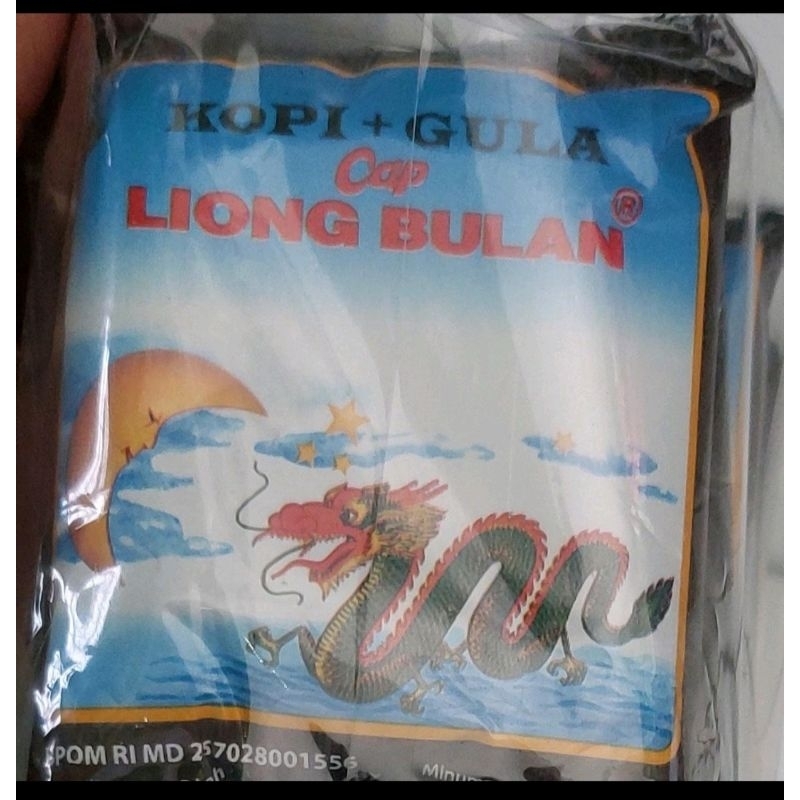 KOPI + GULA
Cap
LIONG BULAN ®
BPOM RI MD 257028001556